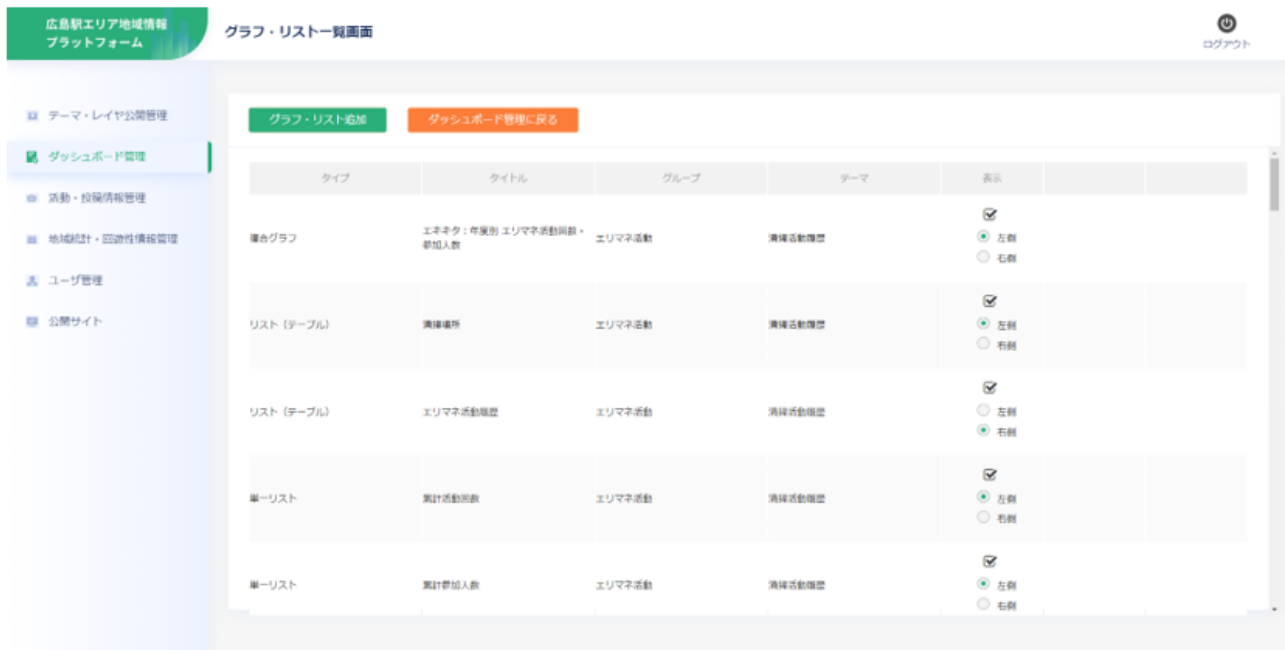 広島駅エリア地域情報
プラットフォーム
グラフ・リスト一覧画面
ログアウト
テーマ・レイヤ公開管理
ダッシュボード管理
活動・投稿情報管理
地域統計・回遊性情報管理
ユーザ管理
公開サイト
グラフ・リスト追加
ダッシュボード管理に戻る
タイプ
タイトル
グループ
テーマ
表示
複合グラフ
エキキタ：年度別 エリマネ活動回数・
参加人数
エリマネ活動
清掃活動履歴
左側
右側
リスト（テーブル）
清掃場所
エリマネ活動
清掃活動履歴
左側
右側
リスト（テーブル）
エリマネ活動履歴
エリマネ活動
清掃活動履歴
左側
右側
単一リスト
累計活動回数
エリマネ活動
清掃活動履歴
左側
右側
単一リスト
累計参加人数
エリマネ活動
清掃活動履歴
左側
右側